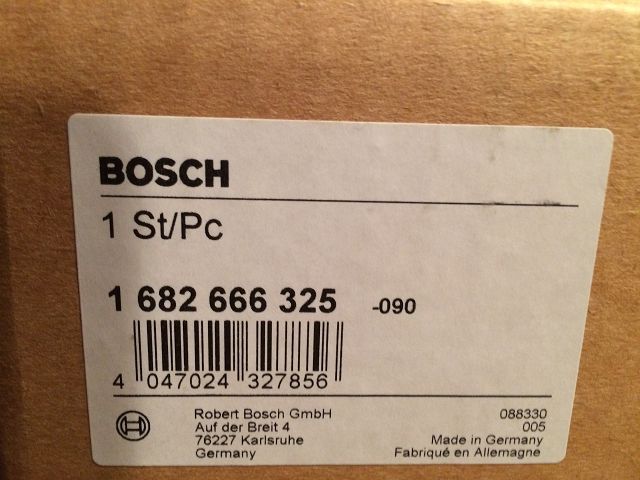 BOSCH
1 St/Pc
1 682 666 325 -090
4 047024 327856
Robert Bosch GmbH
Auf der Breit 4
76227 Karlsruhe
Germany
088330
005
Made in Germany
Fabriqué en Allemagne